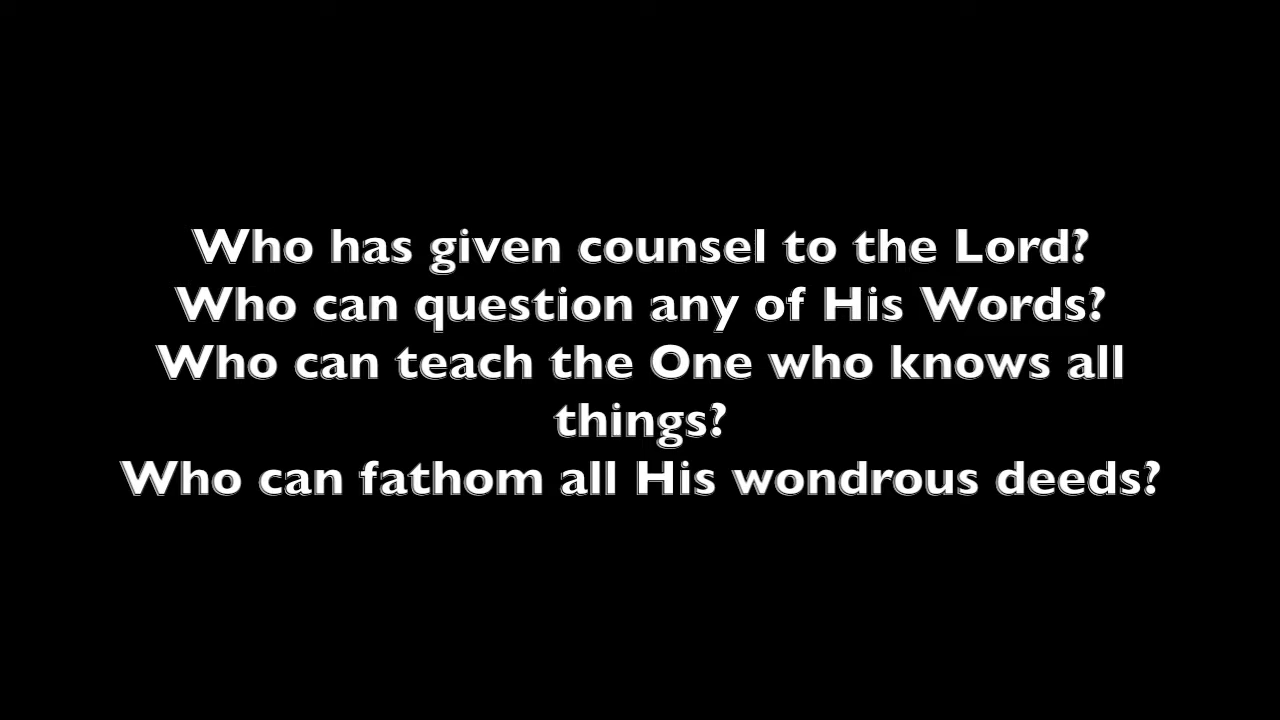 Who has given counsel to the Lord?
Who can question any of His Words?
Who can teach the One who knows all
things?
Who can fathom all His wondrous deeds?